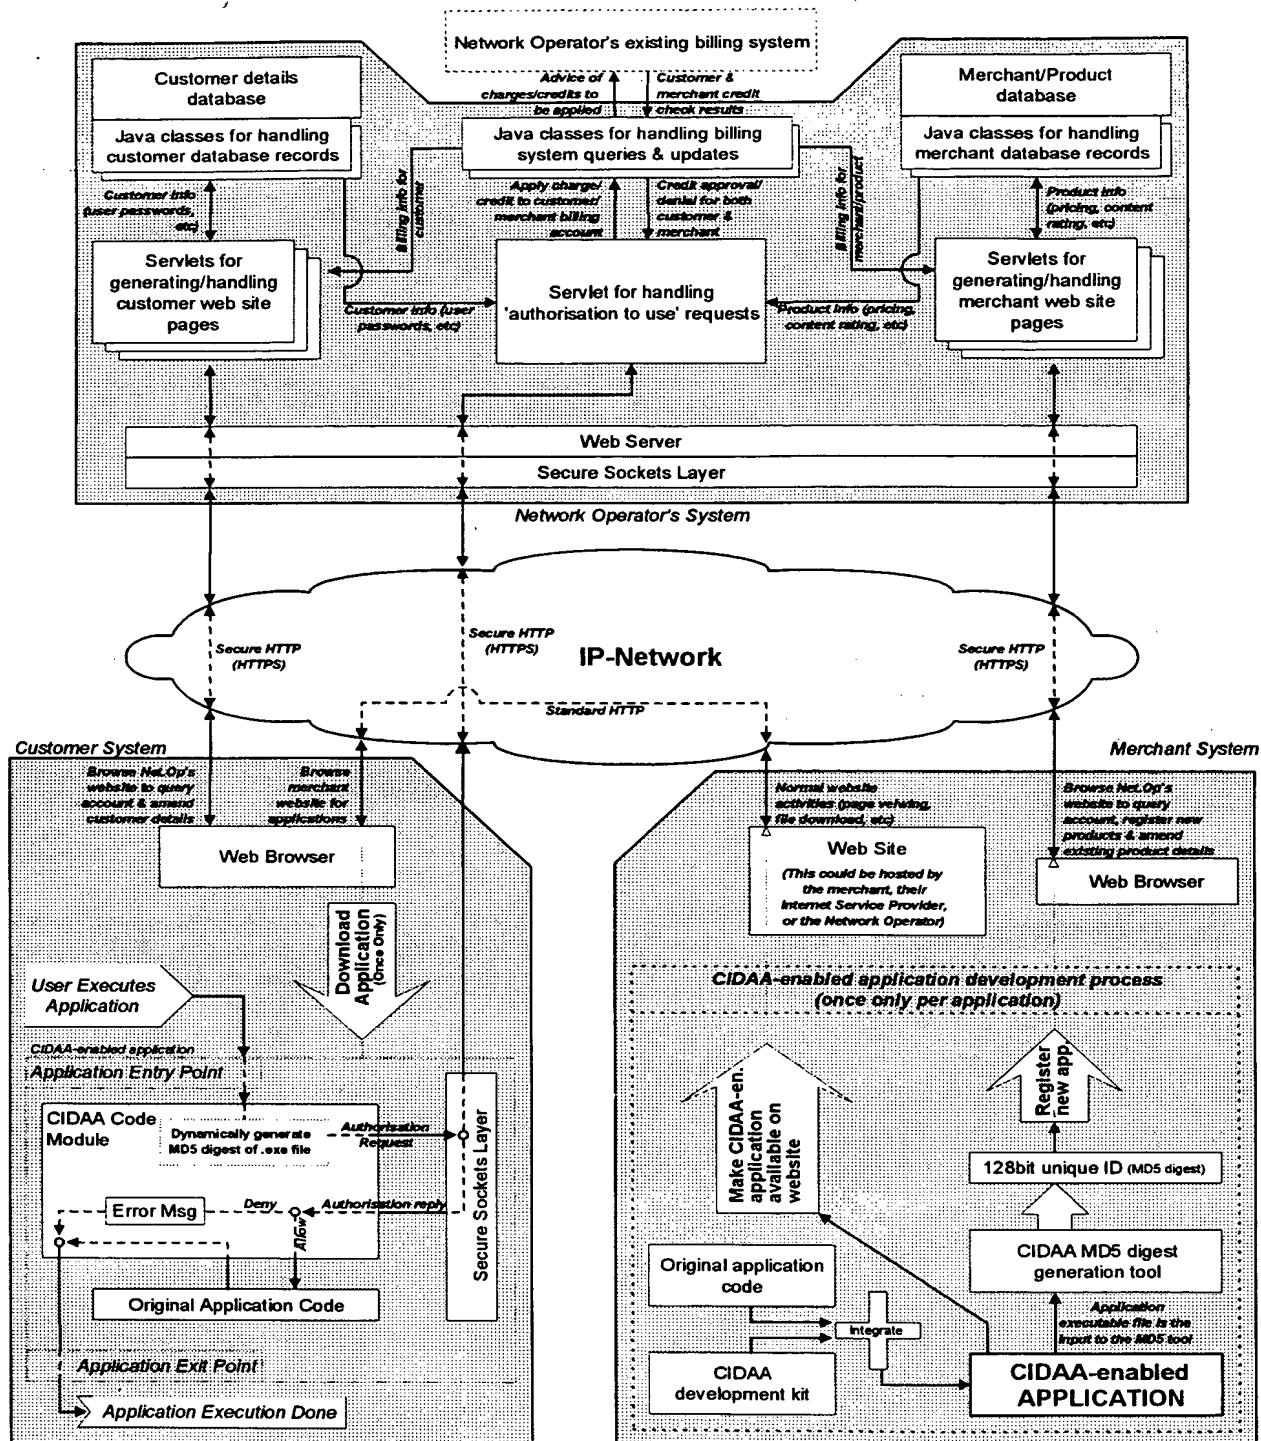 Network Operator's existing billing system
Customer details
database
Java classes for handling
customer database records
Advice of
charges/credits to
be applied
Customer &
merchant credit
check results
Merchant/Product
database
Java classes for handling
merchant database records
Java classes for handling billing
system queries & updates
Customer info
(user passwords,
etc)
Billing info for
customer
Apply charge/
credit to customer/
merchant billing
account
Credit approval/
denial for both
customer &
merchant
Billing info for
merchant/product
Product info
(pricing, content
rating, etc)
Servlets for
generating/handling
customer web site
pages
Servlet for handling
'authorisation to use' requests
Servlets for
generating/handling
merchant web site
pages
Customer info (user
passwords, etc)
Product info (pricing,
content rating, etc)
Web Server
Secure Sockets Layer
Network Operator's System
Secure HTTP
(HTTPS)
Secure HTTP
(HTTPS)
IP-Network
Secure HTTP
(HTTPS)
Standard HTTP
Customer System
Merchant System
Browse Net.Op's
website to query
account & amend
customer details
Browse
merchant
website for
applications
Normal website
activities (page veiwing,
file download, etc)
Browse Net.Op's
website to query
account, register new
products & amend
existing product details
Web Browser
Web Site
(This could be hosted by
the merchant, their
Internet Service Provider,
or the Network Operator)
Web Browser
Download
Application
(Once Only)
User Executes
Application
CIDAA-enabled application
Application Entry Point
CIDAA Code
Module
Dynamically generate
MD5 digest of .exe file
Authorisation
Request
Secure Sockets Layer
Error Msg
Deny
Allow
Authorisation reply
Original Application Code
Application Exit Point
Application Execution Done
CIDAA-enabled application development process
(once only per application)
Make CIDAA-en.
application
available on
website
Register
new app.
128bit unique ID (MD5 digest)
CIDAA MD5 digest
generation tool
Original application
code
Integrate
Application
executable file is the
input to the MD5 tool
CIDAA
development kit
CIDAA-enabled
APPLICATION